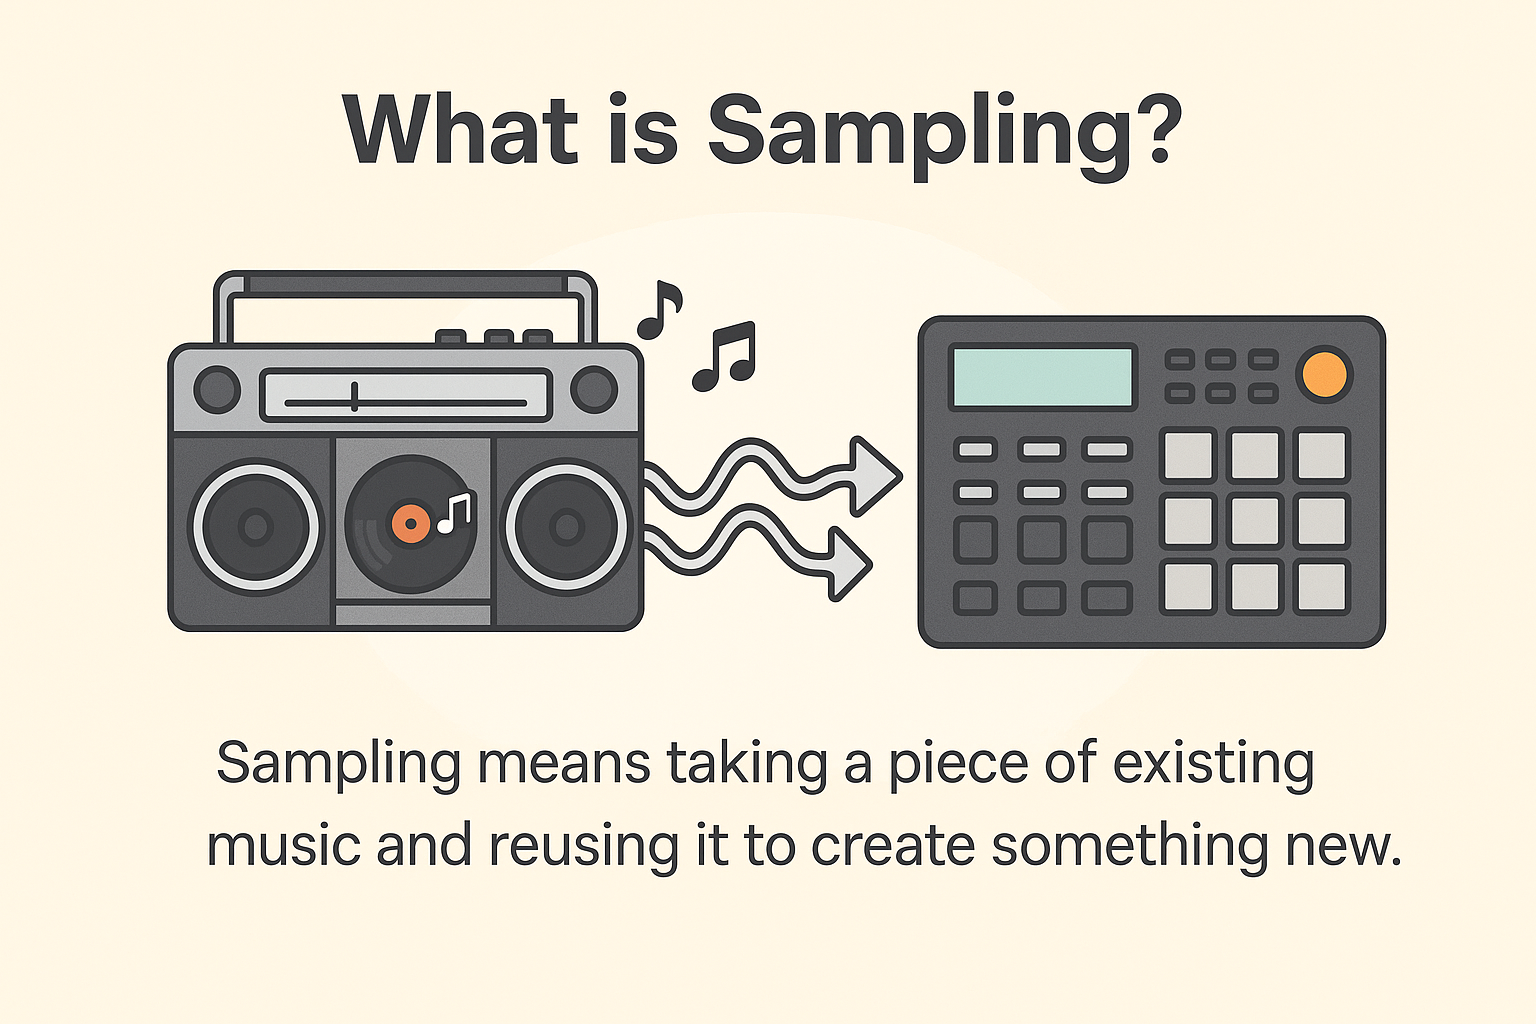 What is Sampling?
Sampling means taking a piece of existing
music and reusing it to create something new.